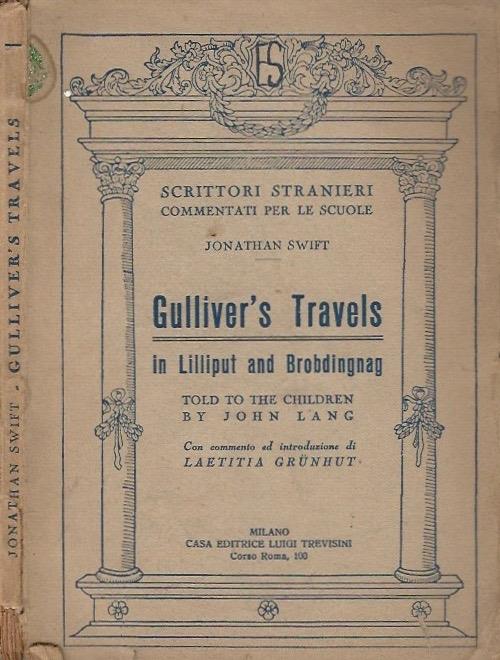 JONATHAN SWIFT - GULLIVER'S TRAVELS
ES
SCRITTORI STRANIERI
COMMENTATI PER LE SCUOLE
JONATHAN SWIFT
Gulliver's Travels
in Lilliput and Brobdingnag
TOLD TO THE CHILDREN
BY JOHN LANG
Con commento ed introduzione di
LAETITIA GRÜNHUT
MILANO
CASA EDITRICE LUIGI TREVISINI
Corso Roma, 100